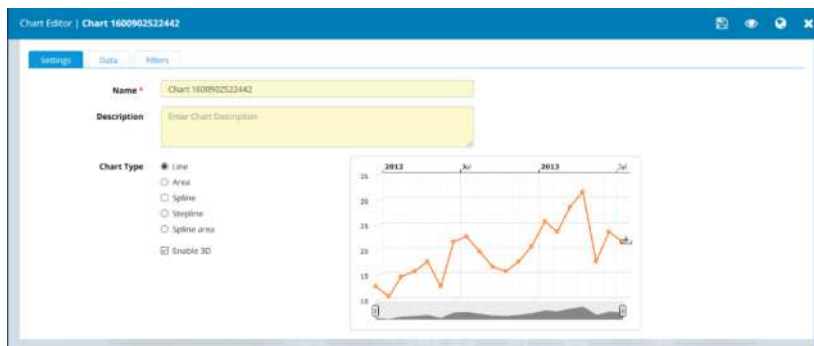 Chart Editor | Chart 1600902522442
Settings
Data
Filters
Name *
Chart 1600902522442
Description
Enter Chart Description
Chart Type
Line
Area
Spline
Stepline
Spline area
Enable 3D
2012
Jul
2013
Jul
35
30
25
20
15
10